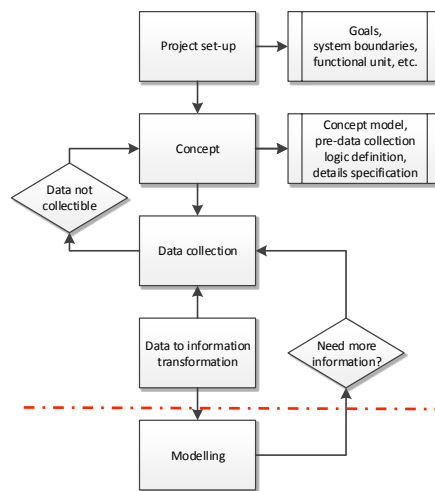 Project set-up
Goals,
system boundaries,
functional unit, etc.
Concept
Concept model,
pre-data collection
logic definition,
details specification
Data not
collectible
Data collection
Data to information
transformation
Need more
information?
Modelling